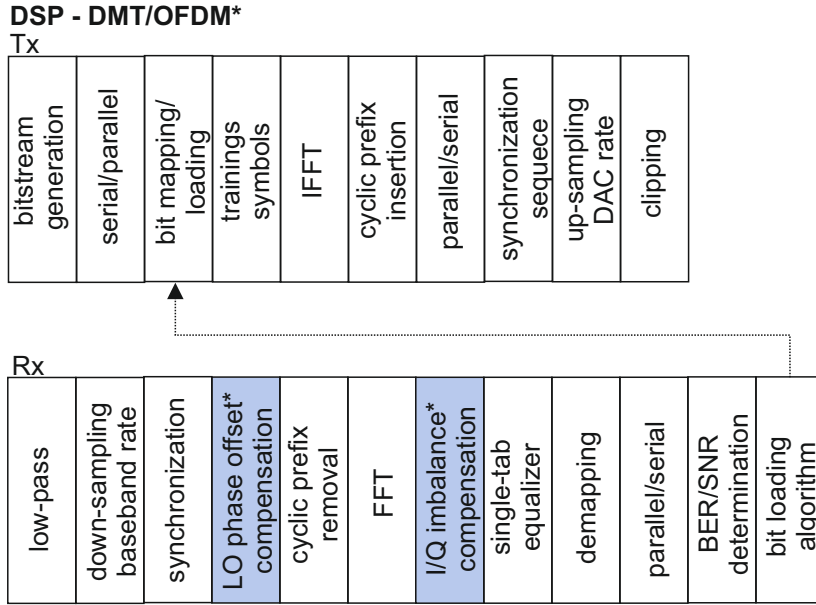 DSP - DMT/OFDM*
Tx
bitstream
generation
serial/parallel
bit mapping/
loading
trainings
symbols
IFFT
cyclic prefix
insertion
parallel/serial
synchronization
sequece
up-sampling
DAC rate
clipping
Rx
low-pass
down-sampling
baseband rate
synchronization
LO phase offset*
compensation
cyclic prefix
removal
FFT
I/Q imbalance*
compensation
single-tab
equalizer
demapping
parallel/serial
BER/SNR
determination
bit loading
algorithm